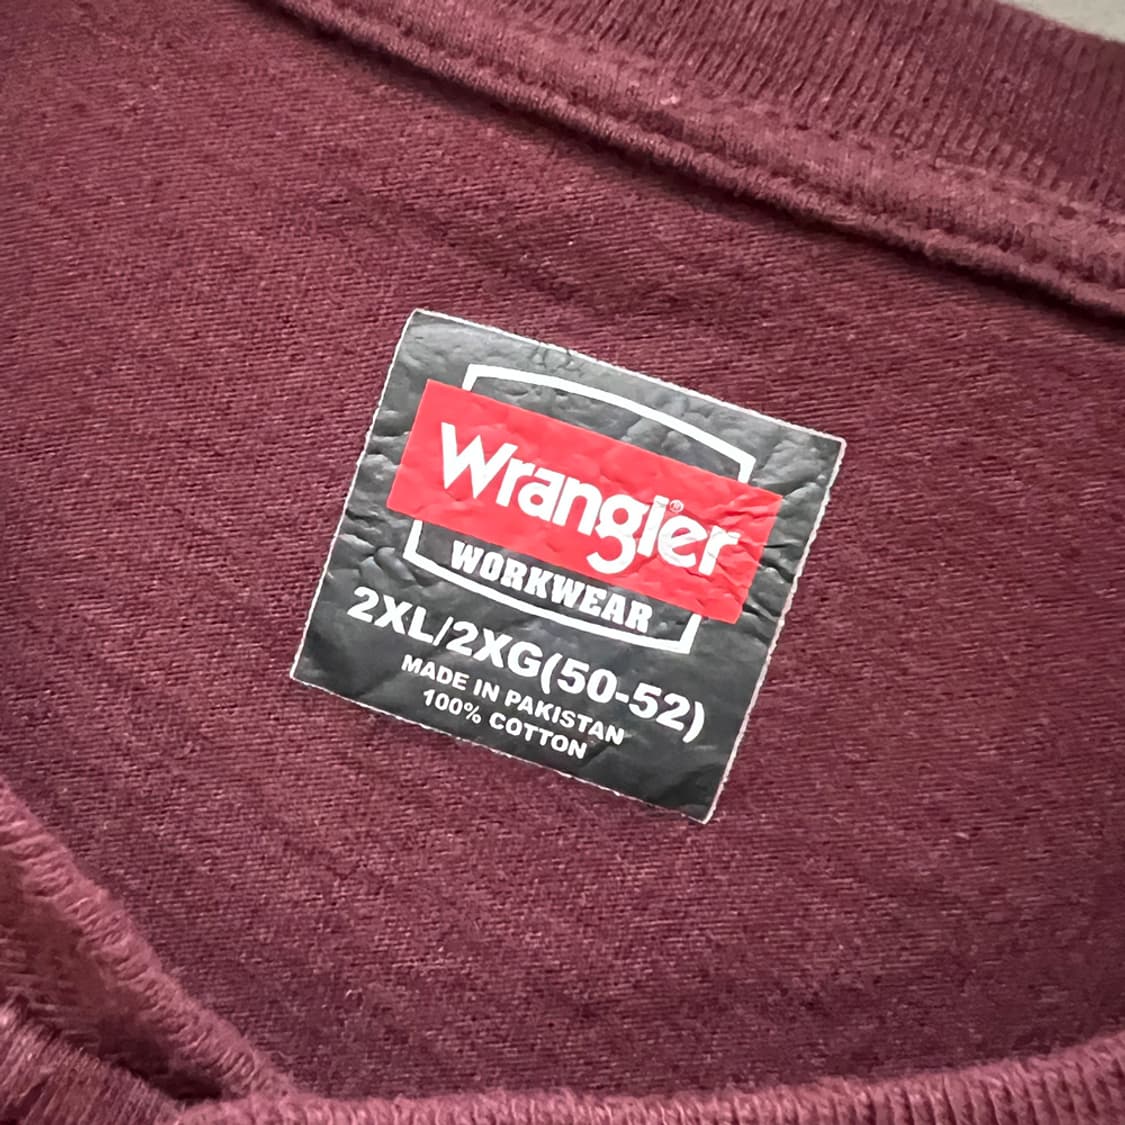 Wrangler®
WORKWEAR
2XL/2XG(50-52)
MADE IN PAKISTAN
100% COTTON